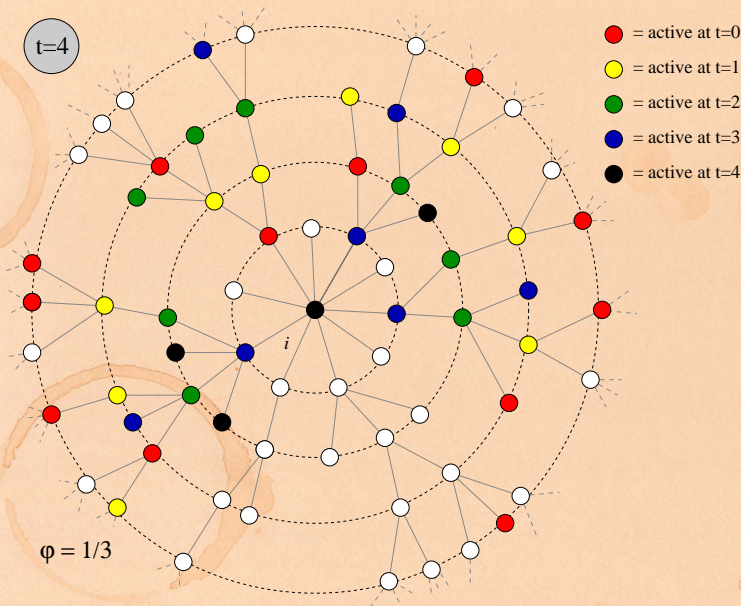 t=4
= active at t=0
= active at t=1
= active at t=2
= active at t=3
= active at t=4
i
φ = 1/3